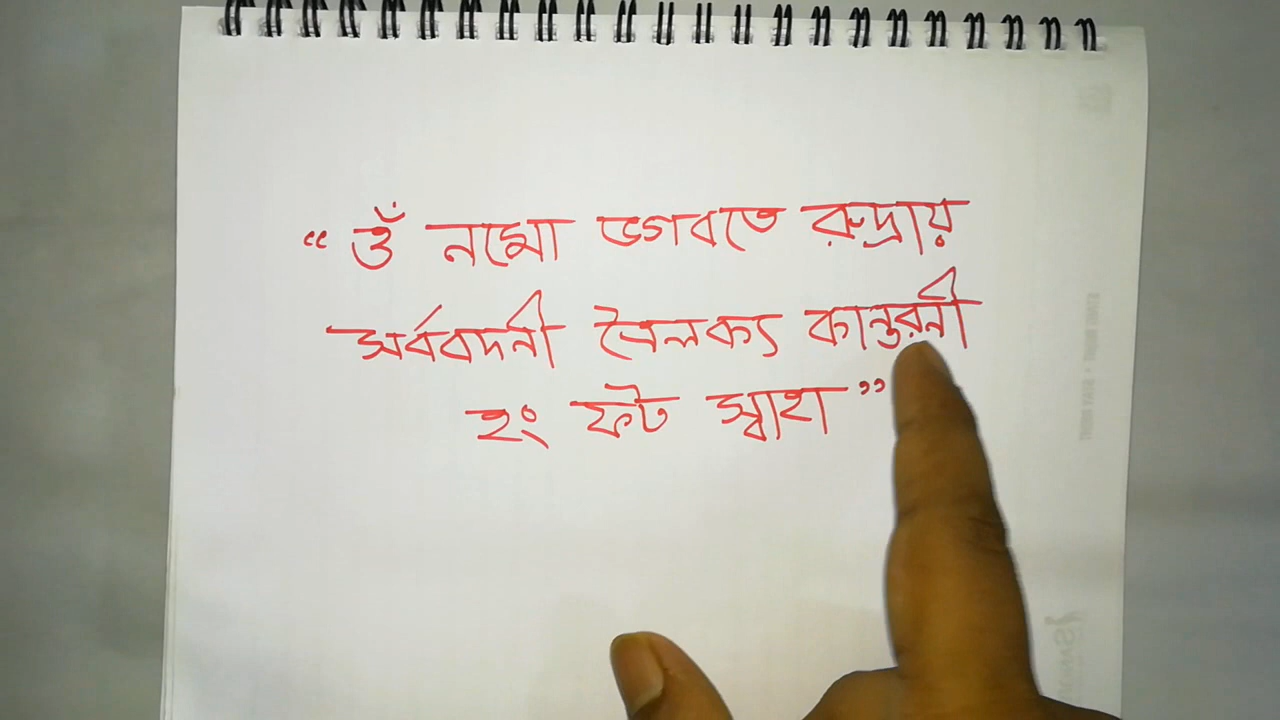 “ ওঁ নমো ভগবতে রুদ্রায়
সর্ববদনী ত্রৈলক্য কান্তরনী
হং ফট স্বাহা ”